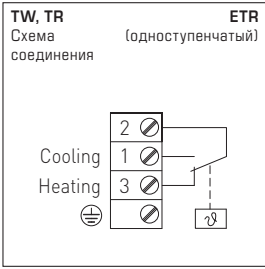 TW, TR ETR
Схема (одноступенчатый)
соединения
2
Cooling 1
Heating 3
ϑ